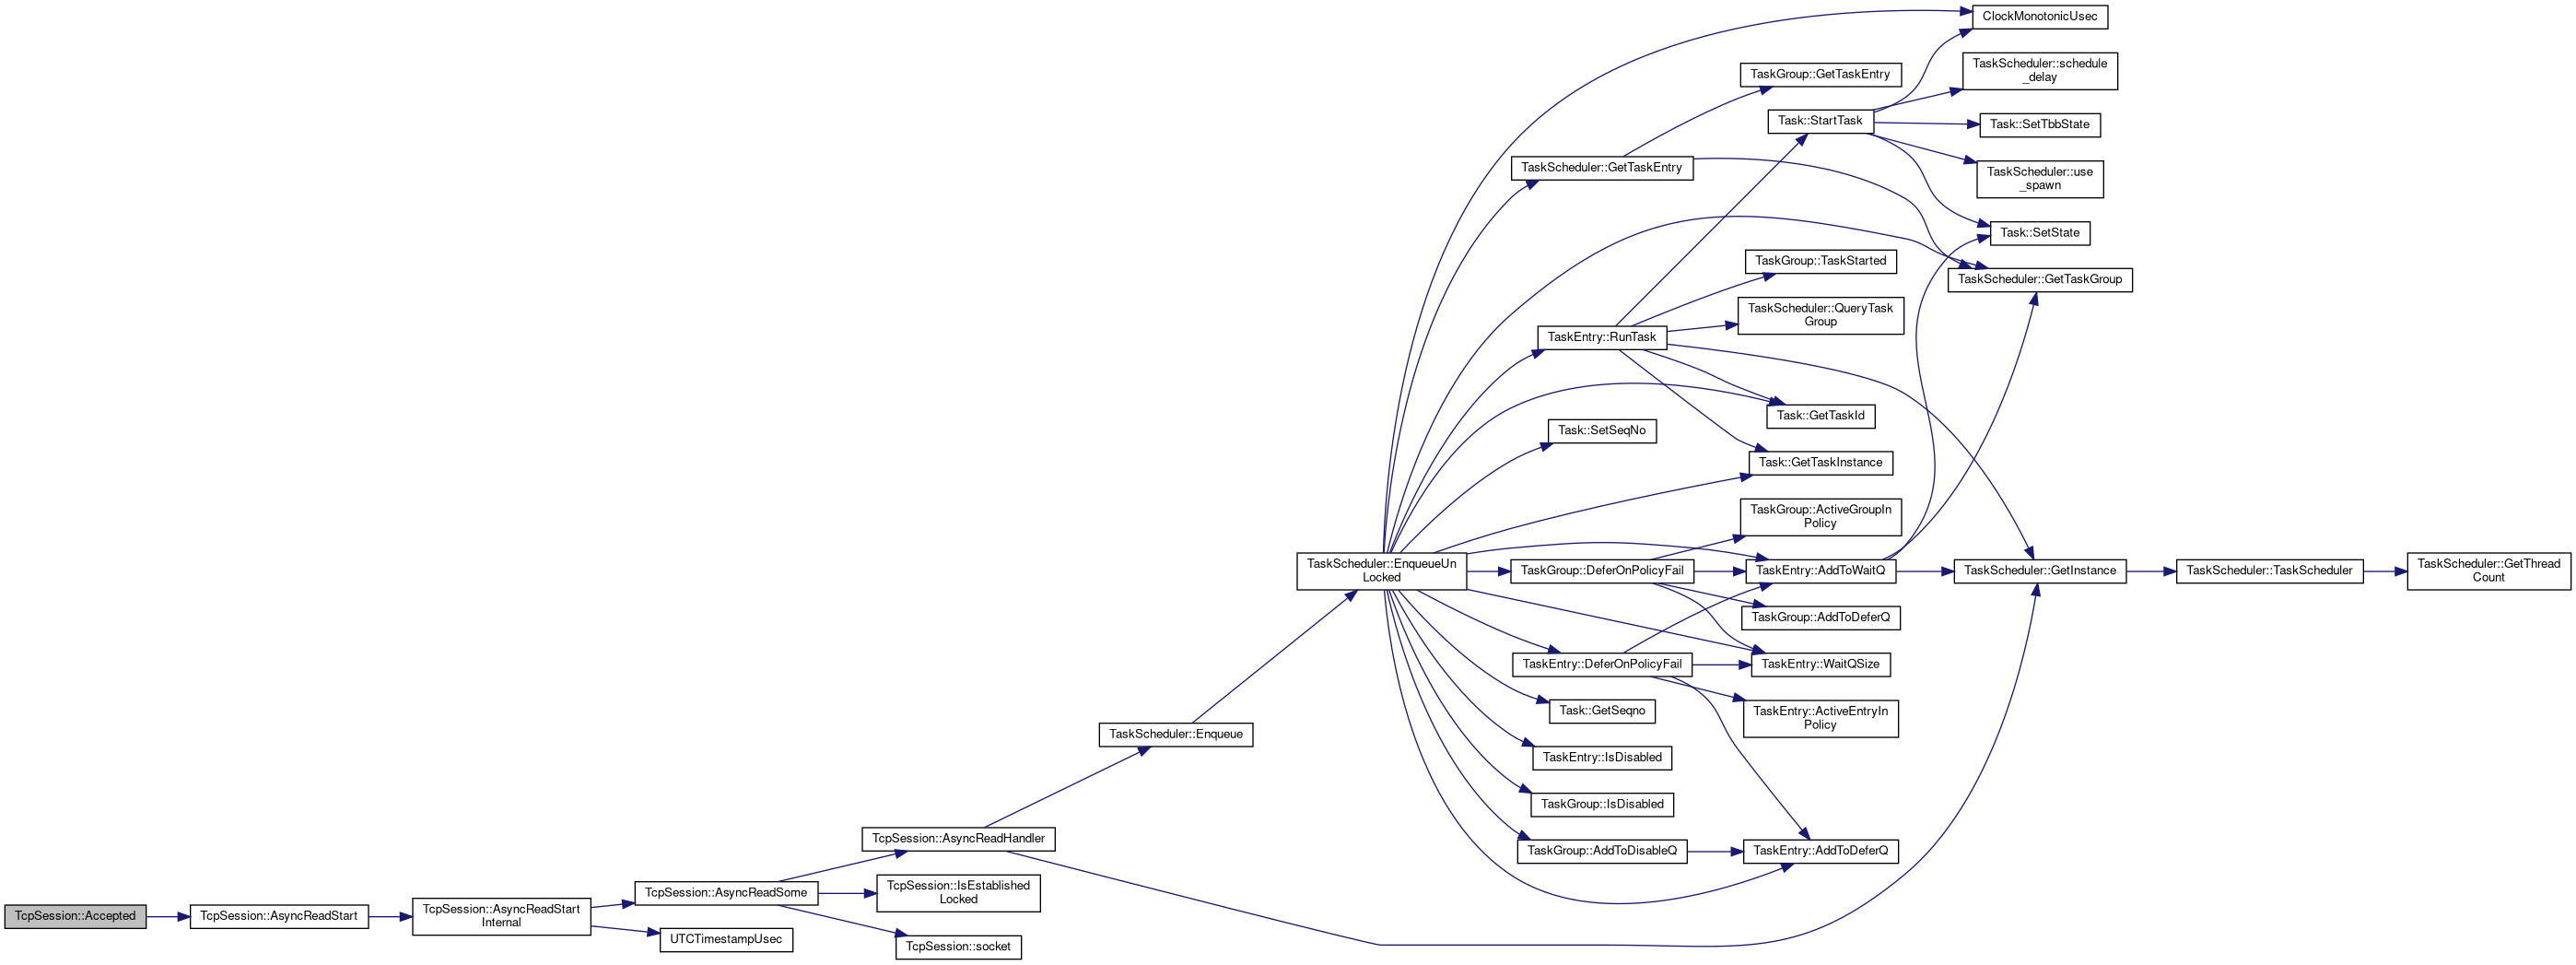 ClockMonotonicUsec
TaskScheduler::schedule
_delay
TaskGroup::GetTaskEntry
Task::StartTask
Task::SetTbbState
TaskScheduler::GetTaskEntry
TaskScheduler::use
_spawn
Task::SetState
TaskGroup::TaskStarted
TaskScheduler::GetTaskGroup
TaskScheduler::QueryTask
Group
TaskEntry::RunTask
Task::GetTaskId
Task::SetSeqNo
Task::GetTaskInstance
TaskGroup::ActiveGroupIn
Policy
TaskScheduler::EnqueueUn
Locked
TaskGroup::DeferOnPolicyFail
TaskEntry::AddToWaitQ
TaskScheduler::GetInstance
TaskScheduler::TaskScheduler
TaskScheduler::GetThread
Count
TaskGroup::AddToDeferQ
TaskEntry::DeferOnPolicyFail
TaskEntry::WaitQSize
Task::GetSeqno
TaskEntry::ActiveEntryIn
Policy
TaskScheduler::Enqueue
TaskEntry::IsDisabled
TaskGroup::IsDisabled
TcpSession::AsyncReadHandler
TaskGroup::AddToDisableQ
TaskEntry::AddToDeferQ
TcpSession::AsyncReadSome
TcpSession::IsEstablished
Locked
TcpSession::Accepted
TcpSession::AsyncReadStart
TcpSession::AsyncReadStart
Internal
UTCTimestampUsec
TcpSession::socket